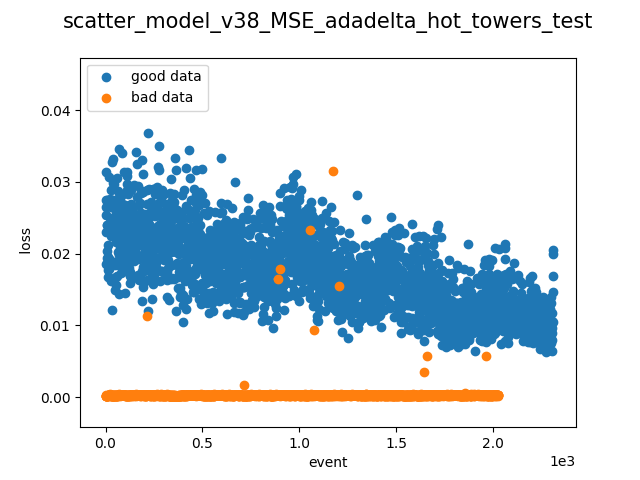 scatter_model_v38_MSE_adadelta_hot_towers_test
good data
bad data
0.04
0.03
0.02
0.01
0.00
loss
0.0 0.5 1.0 1.5 2.0
event
1e3